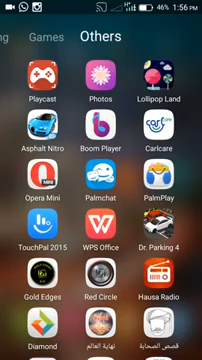 46% 1:56 PM
ng Games Others
Playcast Photos Lollipop Land
Asphalt Nitro Boom Player Carlcare
Opera Mini Palmchat PalmPlay
TouchPal 2015 WPS Office Dr. Parking 4
Gold Edges Red Circle Hausa Radio
Diamond نهاية العالم قصص الصحابة